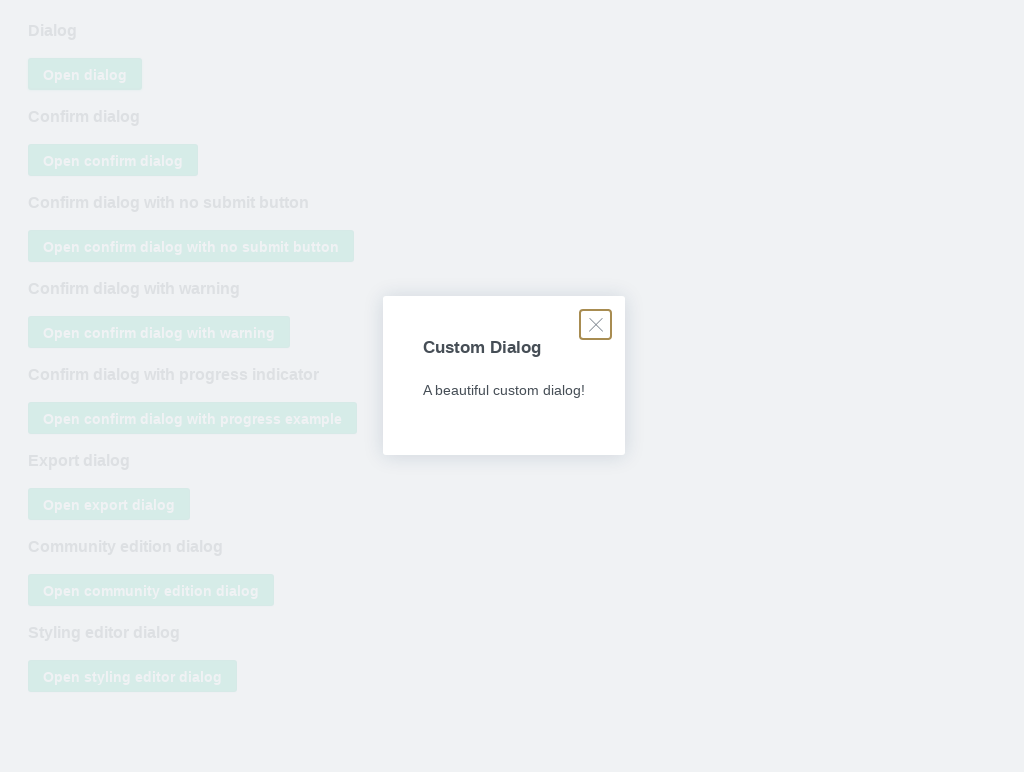 Dialog
Open dialog
Confirm dialog
Open confirm dialog
Confirm dialog with no submit button
Open confirm dialog with no submit button
Confirm dialog with warning
Open confirm dialog with warning
Confirm dialog with progress indicator
Open confirm dialog with progress example
Export dialog
Open export dialog
Community edition dialog
Open community edition dialog
Styling editor dialog
Open styling editor dialog
Custom Dialog
A beautiful custom dialog!